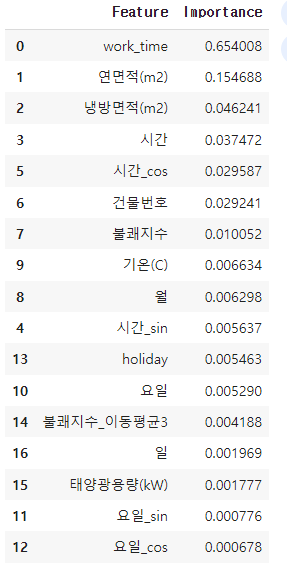 Feature Importance
0 work_time 0.654008
1 연면적(m2) 0.154688
2 냉방면적(m2) 0.046241
3 시간 0.037472
5 시간_cos 0.029587
6 건물번호 0.029241
7 불쾌지수 0.010052
9 기온(C) 0.006634
8 월 0.006298
4 시간_sin 0.005637
13 holiday 0.005463
10 요일 0.005290
14 불쾌지수_이동평균3 0.004188
16 일 0.001969
15 태양광용량(kW) 0.001777
11 요일_sin 0.000776
12 요일_cos 0.000678